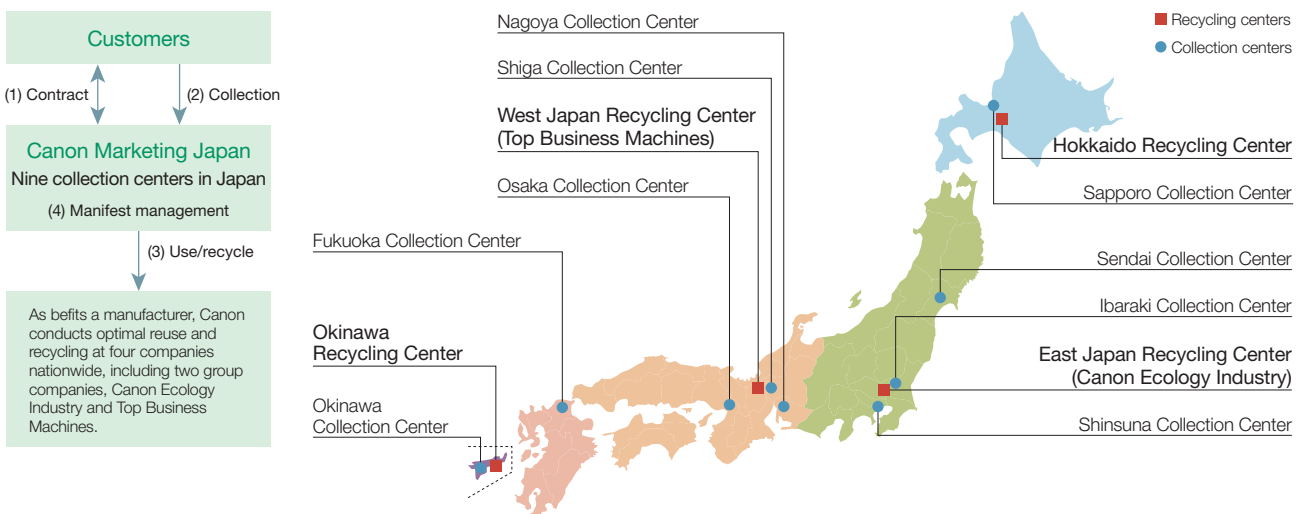 Customers
(1) Contract
(2) Collection
Canon Marketing Japan
Nine collection centers in Japan
(4) Manifest management
(3) Use/recycle
As befits a manufacturer, Canon
conducts optimal reuse and
recycling at four companies
nationwide, including two group
companies, Canon Ecology
Industry and Top Business
Machines.
Nagoya Collection Center
Shiga Collection Center
West Japan Recycling Center
(Top Business Machines)
Osaka Collection Center
Fukuoka Collection Center
Okinawa
Recycling Center
Okinawa
Collection Center
Recycling centers
Collection centers
Hokkaido Recycling Center
Sapporo Collection Center
Sendai Collection Center
Ibaraki Collection Center
East Japan Recycling Center
(Canon Ecology Industry)
Shinsuna Collection Center